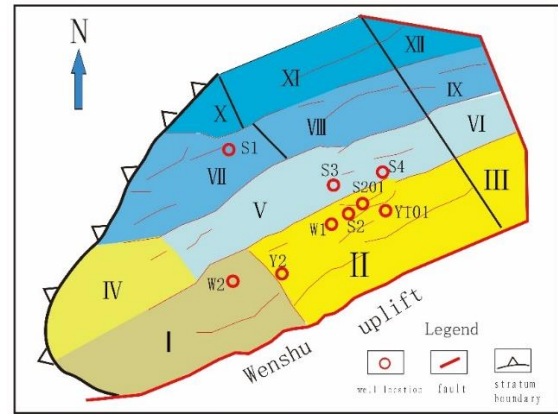 N
XII
XI
X
IX
VIII
S1
VI
VII
S3
S4
V
S201
III
YT01
W1
S2
IV
Y2
II
W2
I
Wenshu uplift
Legend
well location
fault
stratum
boundary